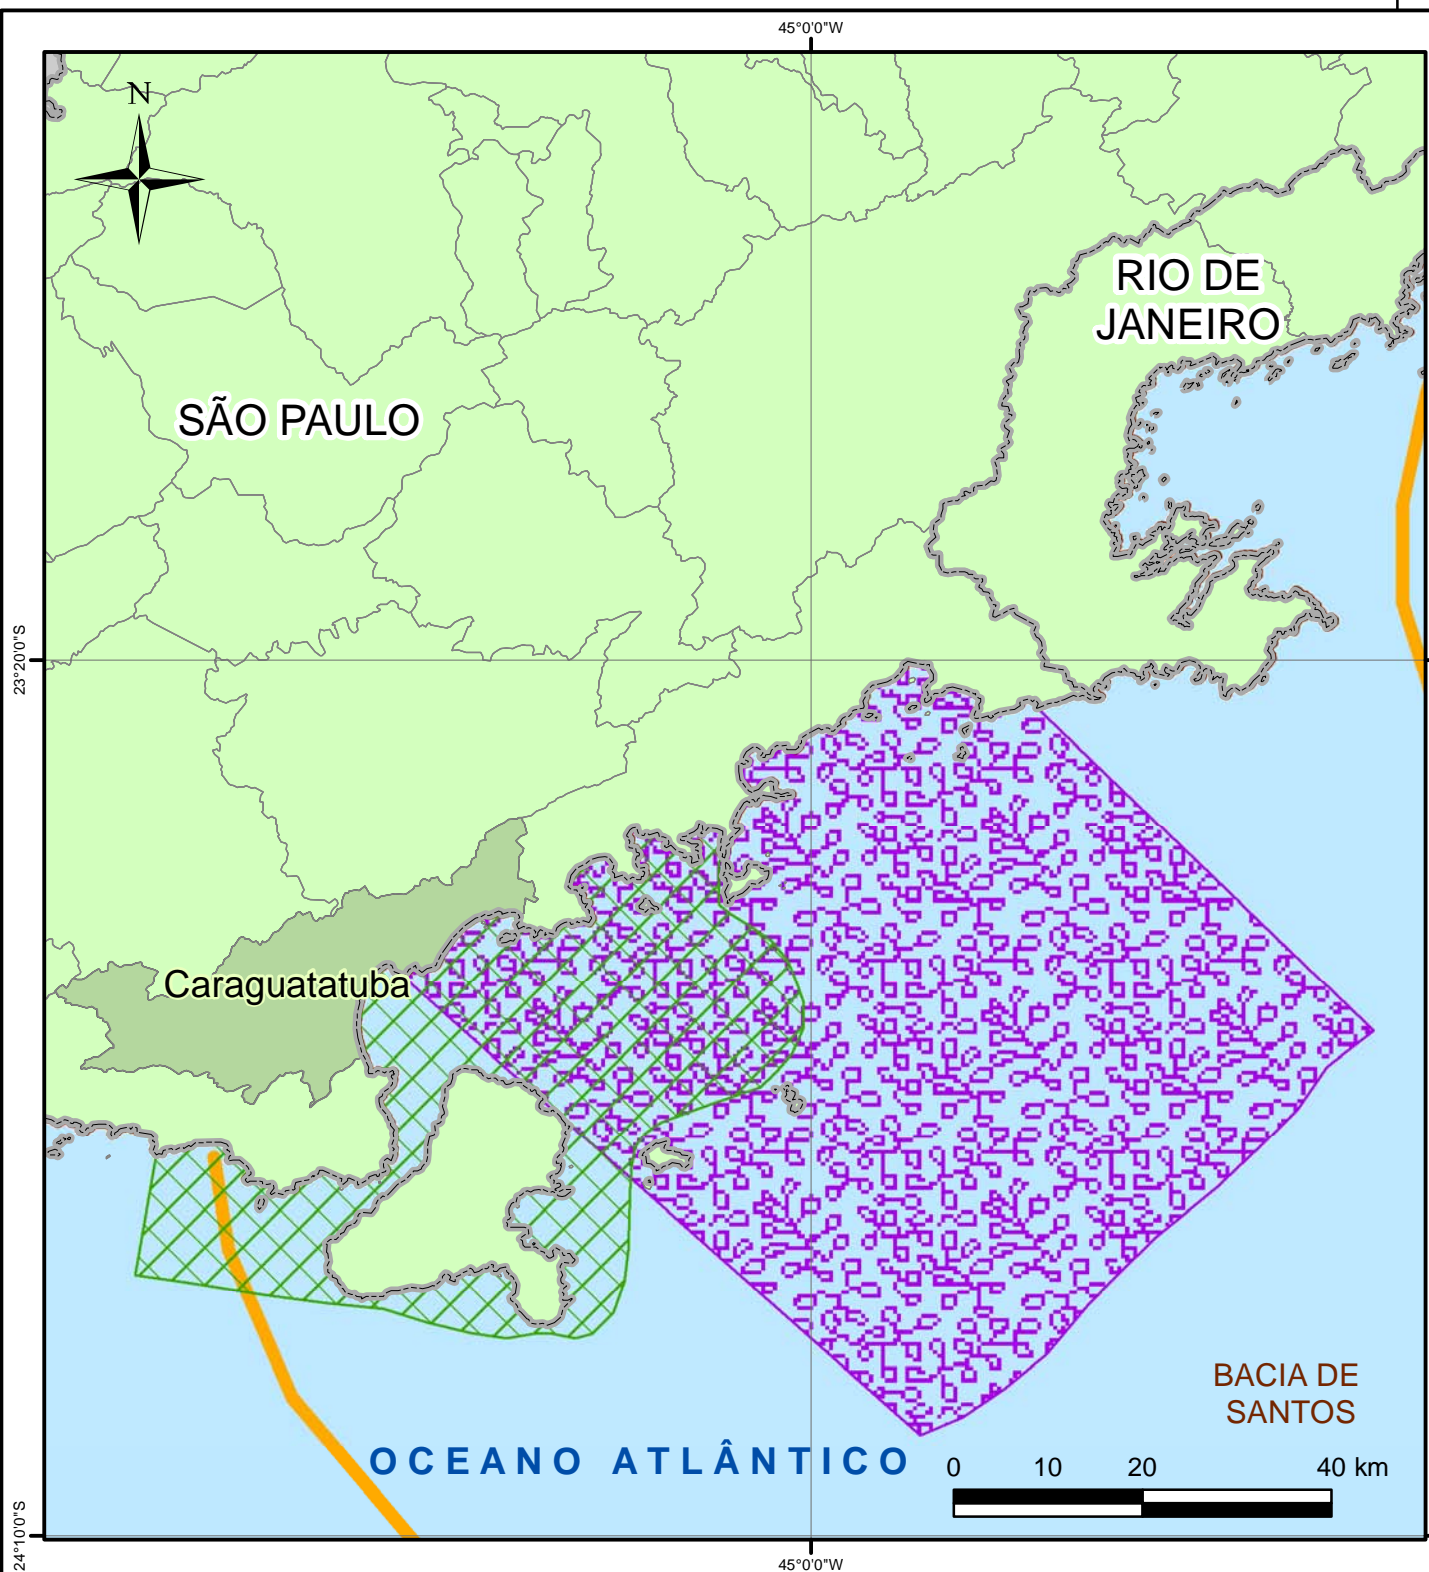 45°0'0"W
N
RIO DE
JANEIRO
SÃO PAULO
23°20'0"S
Caraguatatuba
BACIA DE
SANTOS
OCEANO ATLÂNTICO
0 10 20 40 km
24°10'0"S
45°0'0"W